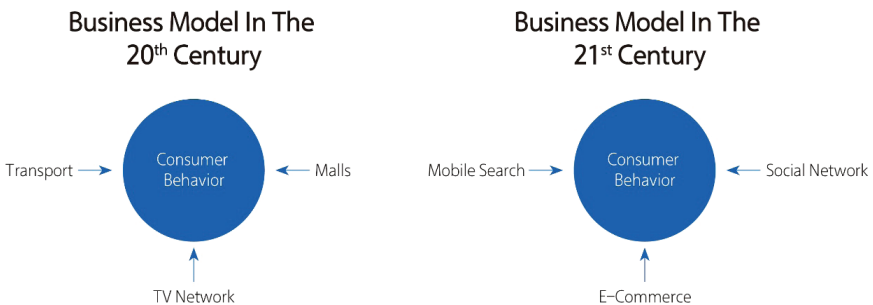 Business Model In The
20th Century
Transport
Consumer
Behavior
Malls
TV Network
Business Model In The
21st Century
Mobile Search
Consumer
Behavior
Social Network
E-Commerce